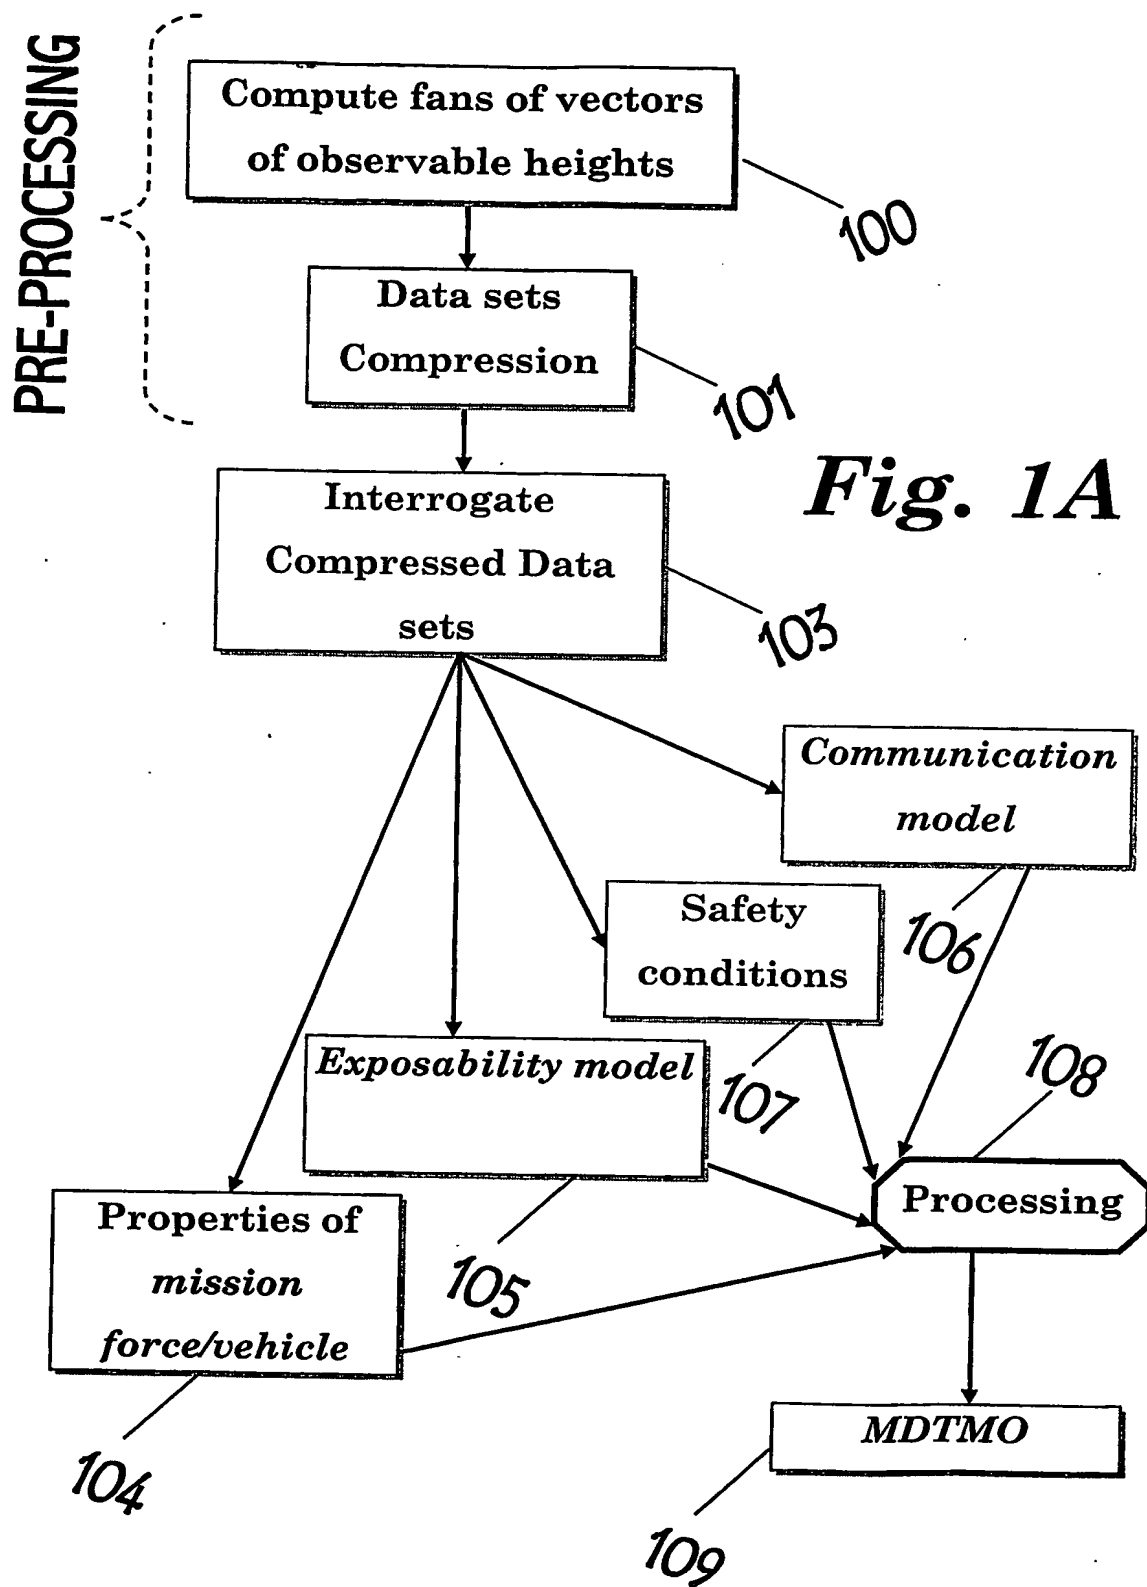 PRE-PROCESSING
Compute fans of vectors
of observable heights
100
Data sets
Compression
101
Fig. 1A
Interrogate
Compressed Data
sets
103
Communication
model
106
Safety
conditions
107
Exposability model
105
108
Processing
Properties of
mission
force/vehicle
104
MDTMO
109